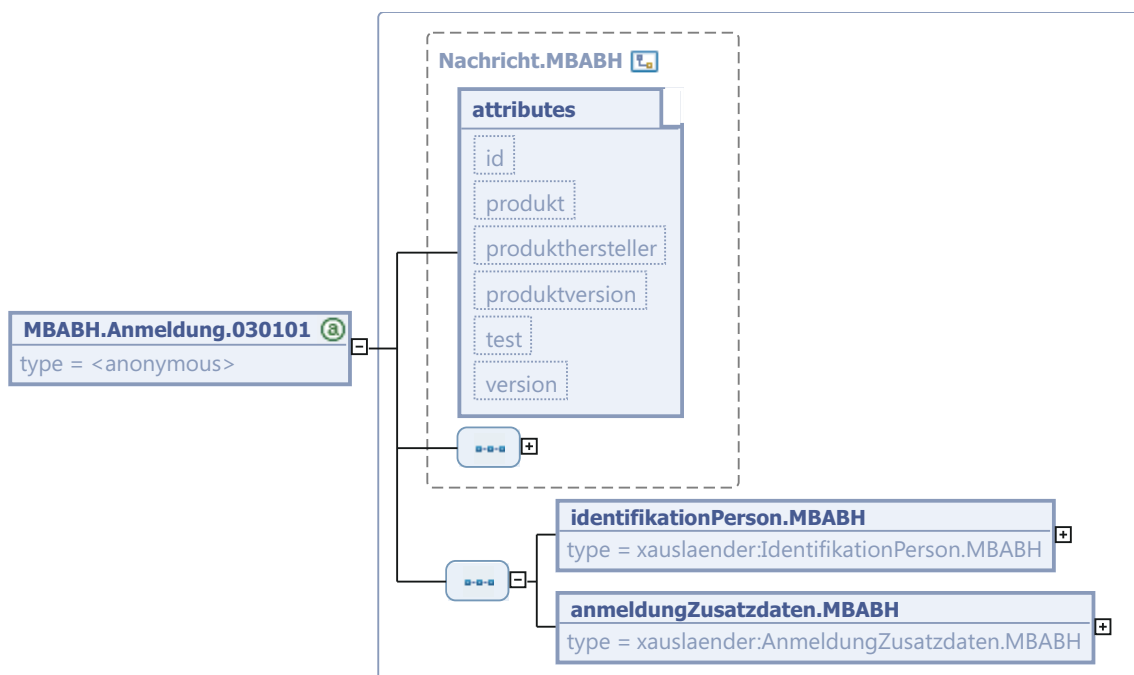 Nachricht.MBABH
attributes
id
produkt
produkthersteller
produktversion
test
version
MBABH.Anmeldung.030101 @
type = <anonymous>
identifikationPerson.MBABH
type = xauslaender:IdentifikationPerson.MBABH
anmeldungZusatzdaten.MBABH
type = xauslaender:AnmeldungZusatzdaten.MBABH